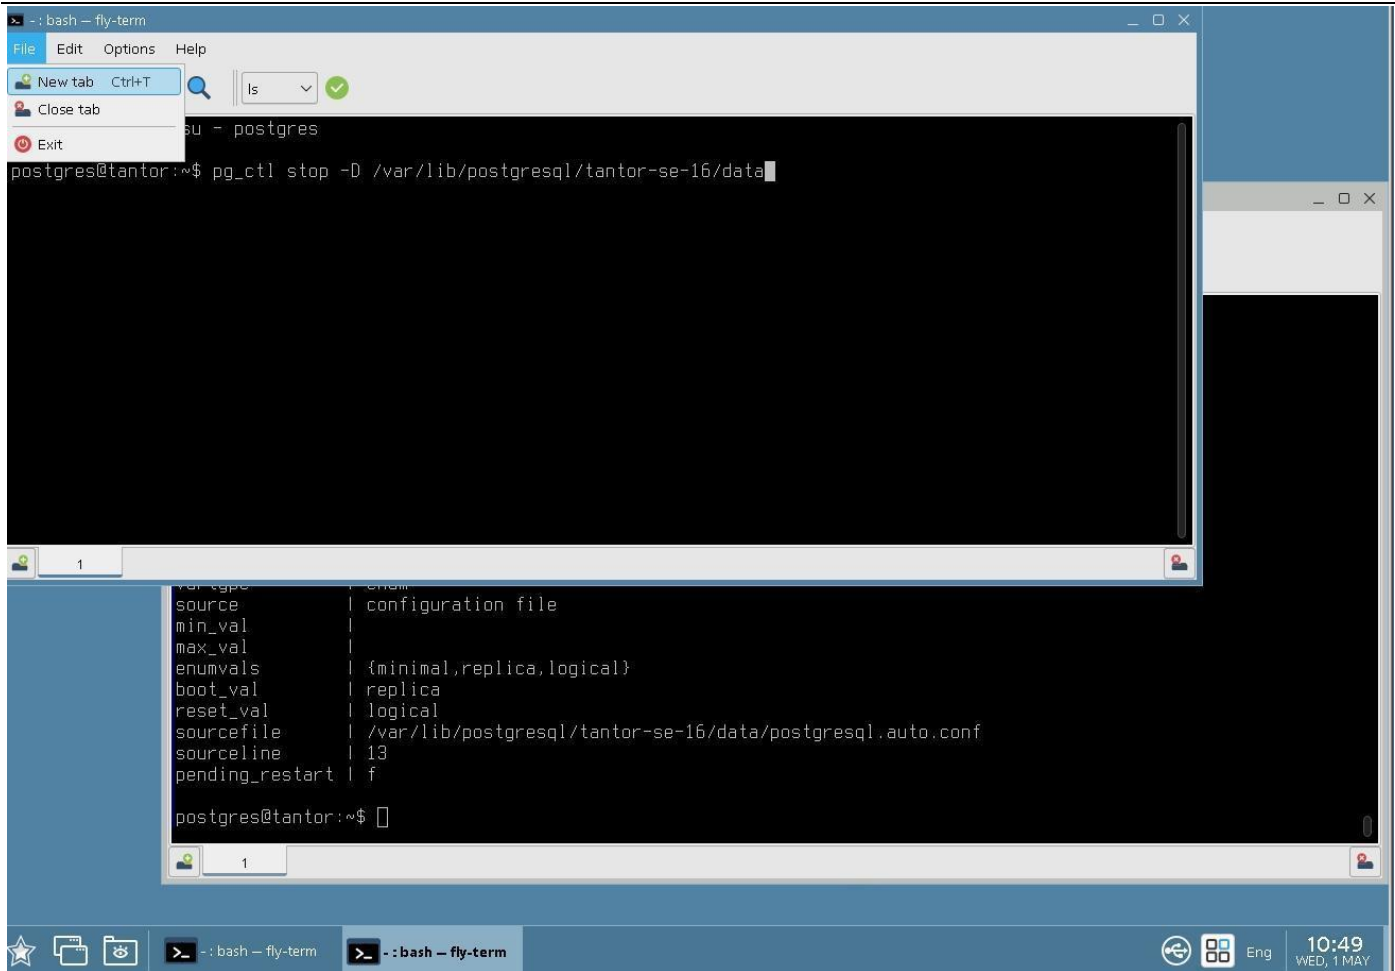 - : bash — fly-term
File Edit Options Help
New tab Ctrl+T
ls
Close tab
su - postgres
Exit
postgres@tantor:~$ pg_ctl stop -D /var/lib/postgresql/tantor-se-16/data
1
vartype | enum
source | configuration file
min_val |
max_val |
enumvals | {minimal,replica,logical}
boot_val | replica
reset_val | logical
sourcefile | /var/lib/postgresql/tantor-se-16/data/postgresql.auto.conf
sourceline | 13
pending_restart | f
postgres@tantor:~$
1
- : bash — fly-term
- : bash — fly-term
Eng
10:49
WED, 1 MAY